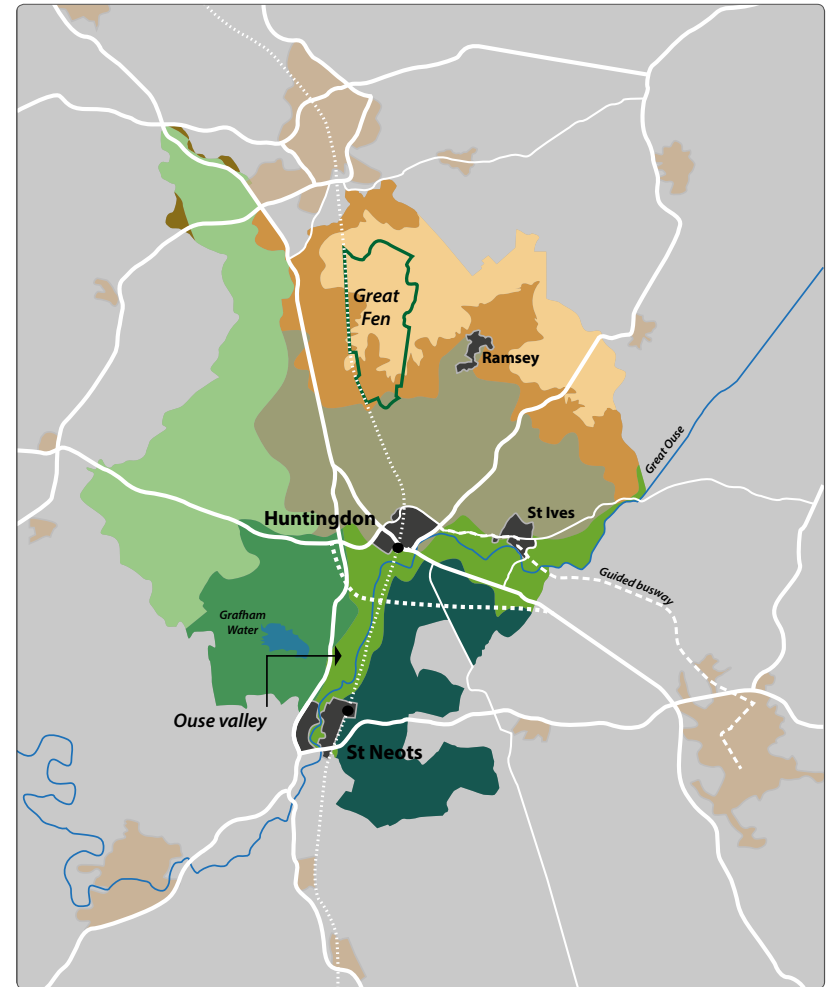 Great
Fen
Ramsey
Great Ouse
Huntingdon
St Ives
Guided busway
Grafham
Water
Ouse valley
St Neots